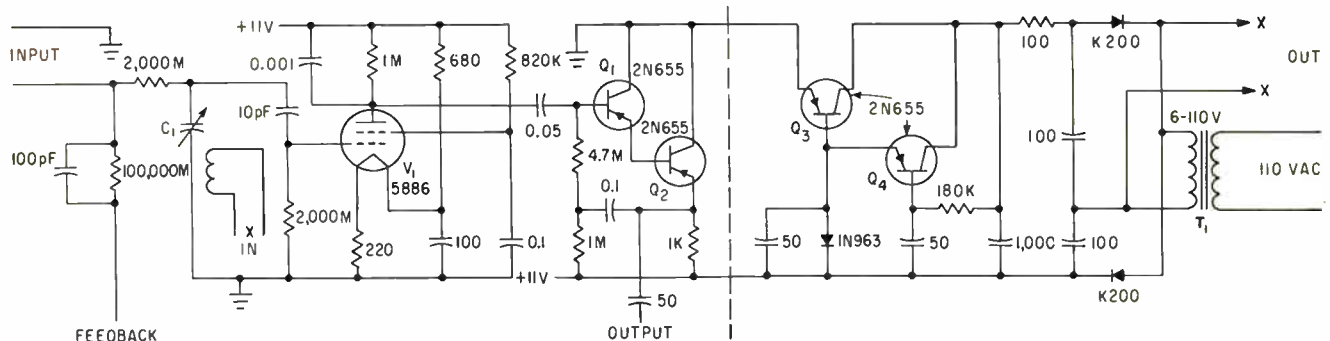 INPUT
2,000M
C1
100pF
100,000M
FEEDBACK
10pF
X
IN
2,000M
+11V
0.001
1M
680
820K
V1
5886
220
100
0.1
0.05
Q1
2N655
2N655
Q2
4.7M
0.1
1M
1K
+11V
50
OUTPUT
Q3
2N655
Q4
180K
50
1N963
50
1,000
100
K200
X
OUT
X
100
6-110V
110 VAC
T1
100
K200